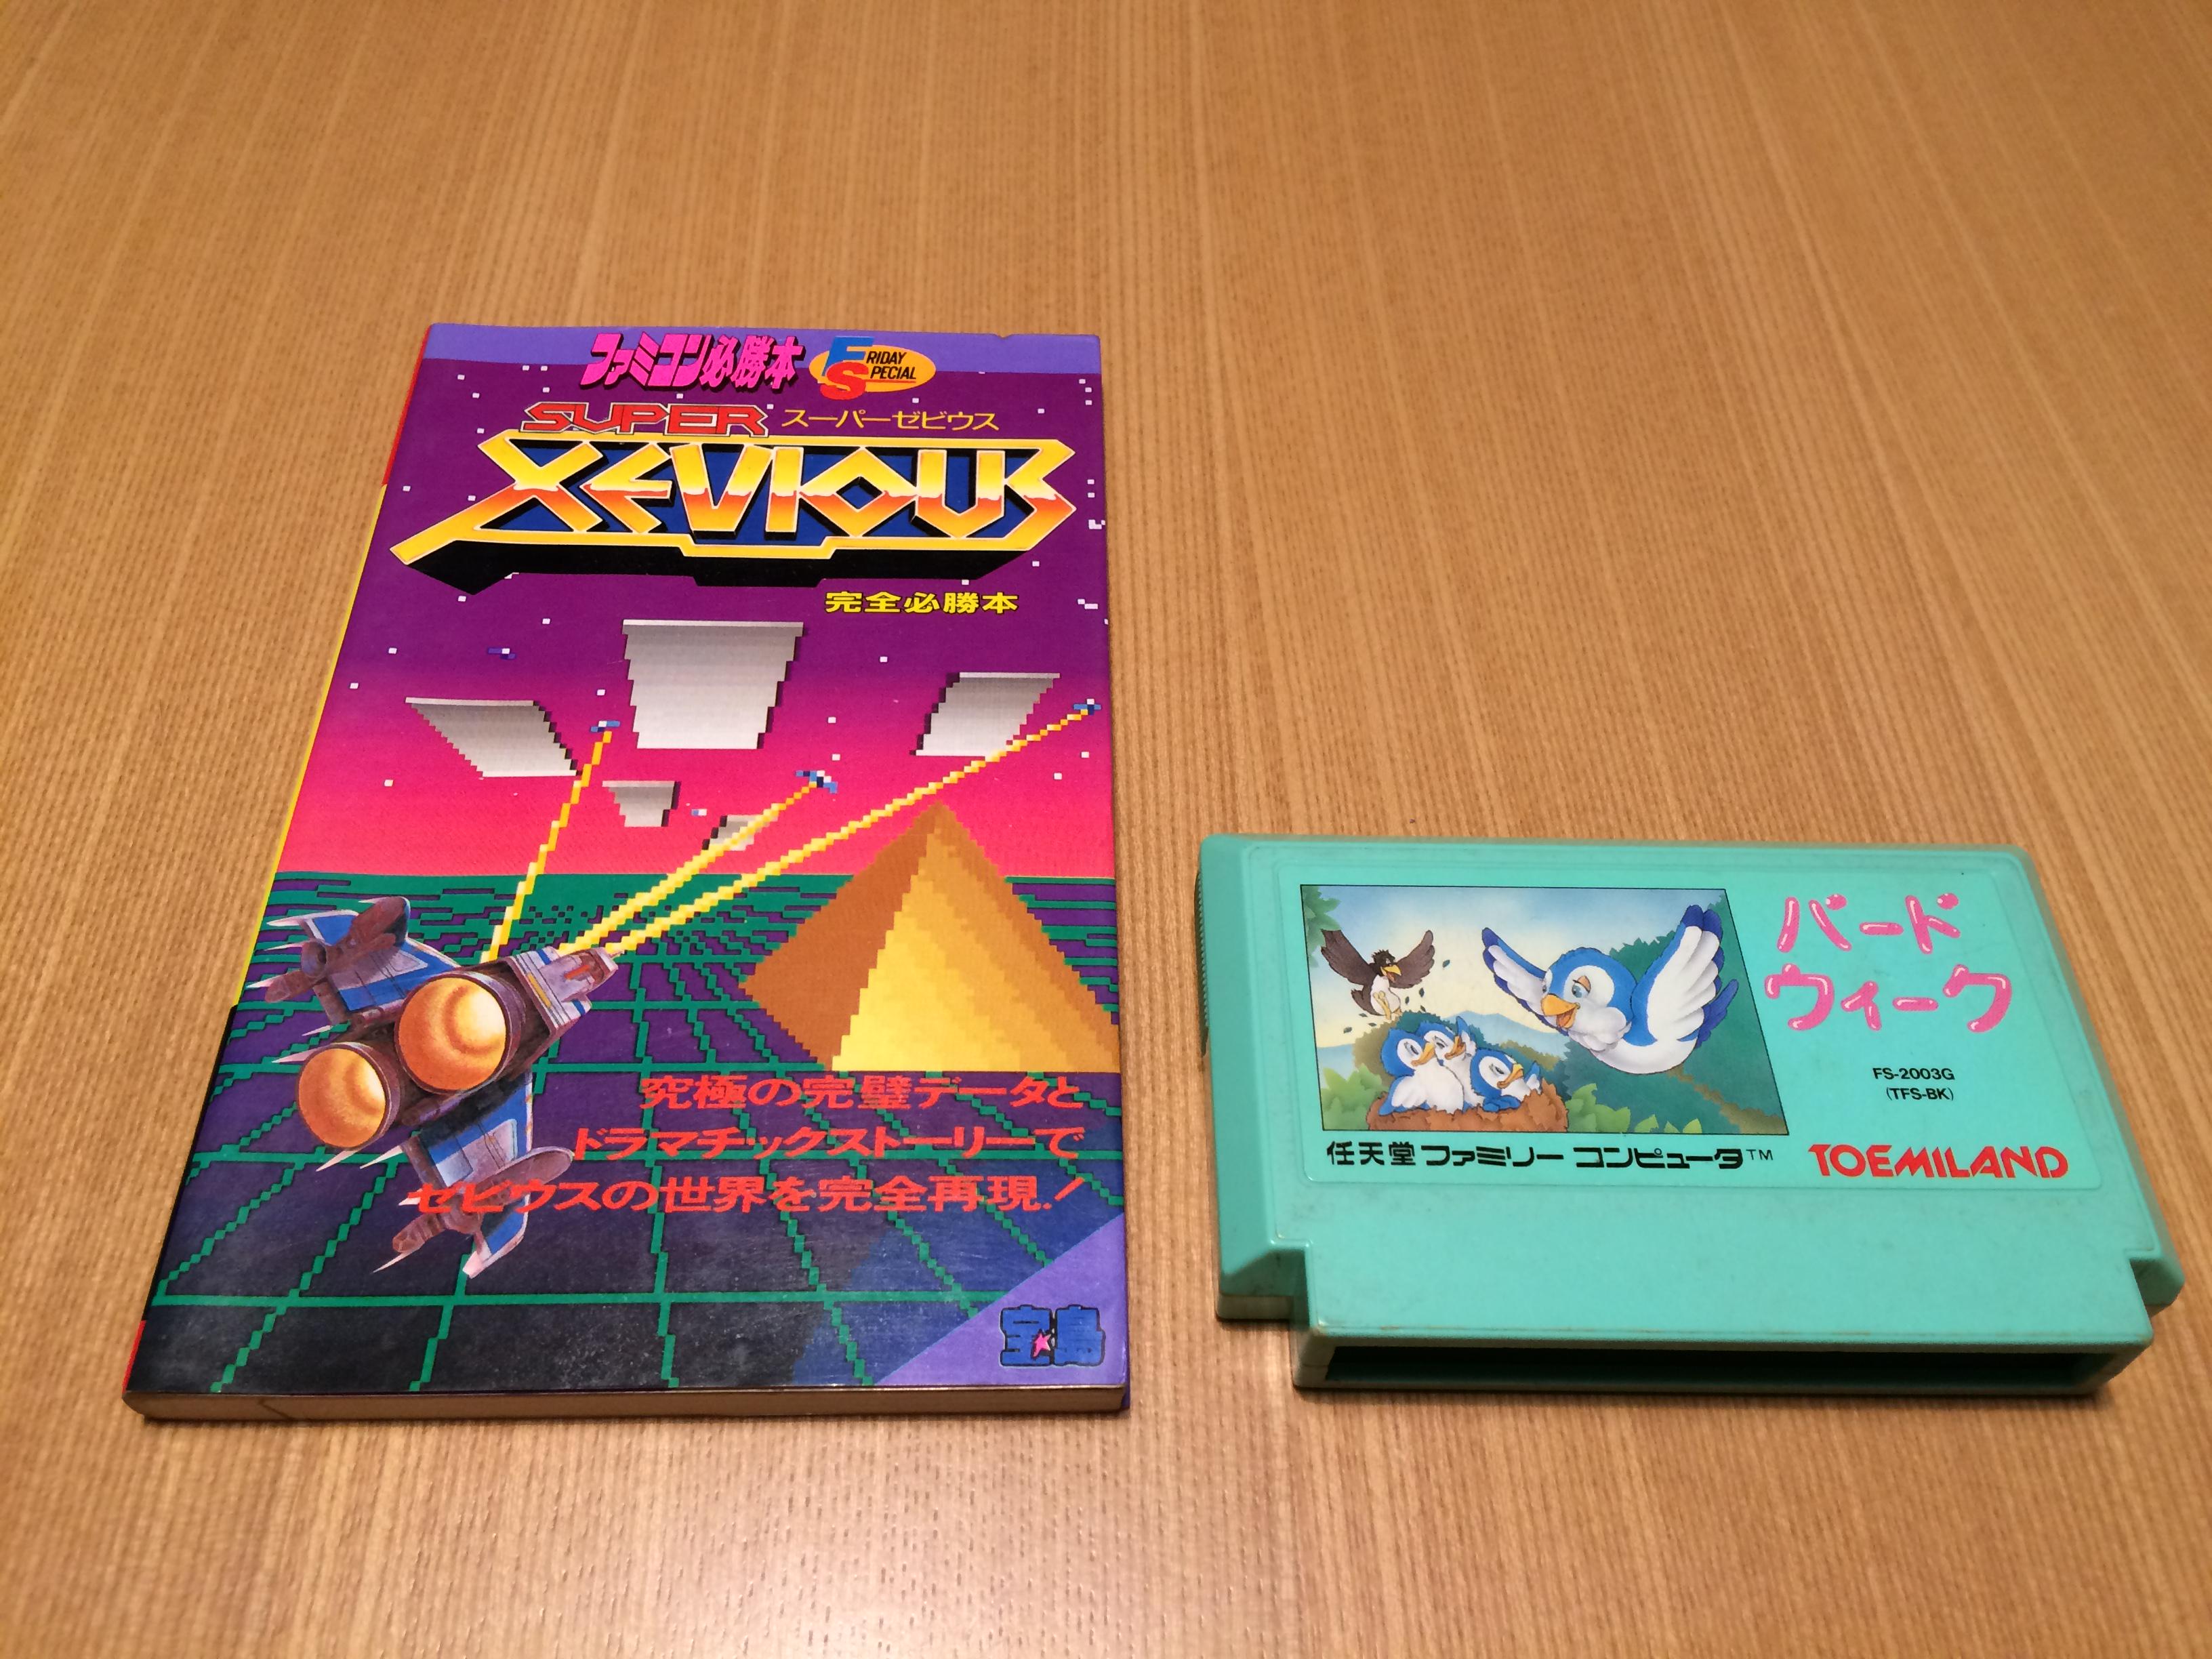 ファミコン必勝本
FRIDAY
SPECIAL
SUPER スーパーゼビウス
XEVIOUS
完全必勝本
究極の完璧データと
ドラマチックストーリーで
ゼビウスの世界を完全再現!
宝島
バード
ウィーク
FS-2003G
(TFS-BK)
任天堂 ファミリー コンピュータ™
TOEMILAND